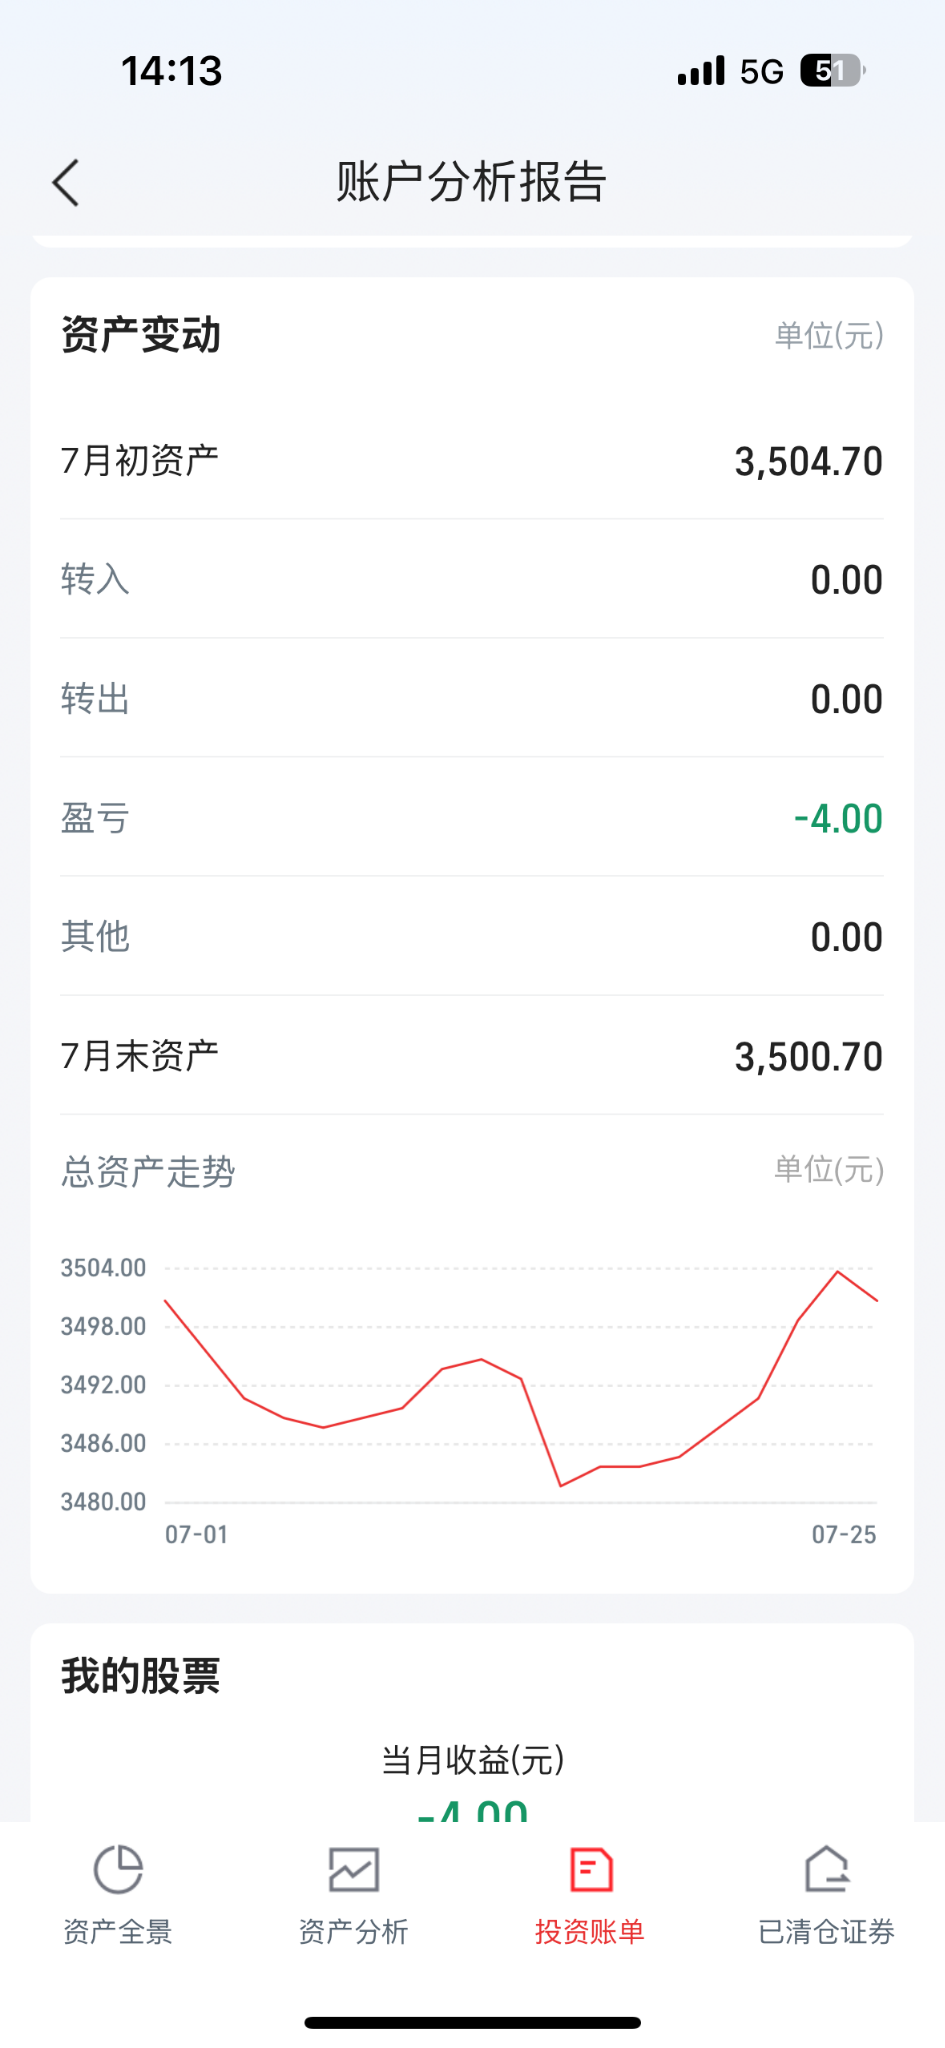 14:13
5G 51
账户分析报告
资产变动 单位(元)
7月初资产 3,504.70
转入 0.00
转出 0.00
盈亏 -4.00
其他 0.00
7月末资产 3,500.70
总资产走势 单位(元)
3504.00
3498.00
3492.00
3486.00
3480.00
07-01 07-25
我的股票
当月收益(元)
-4.00
资产全景 资产分析 投资账单 已清仓证券